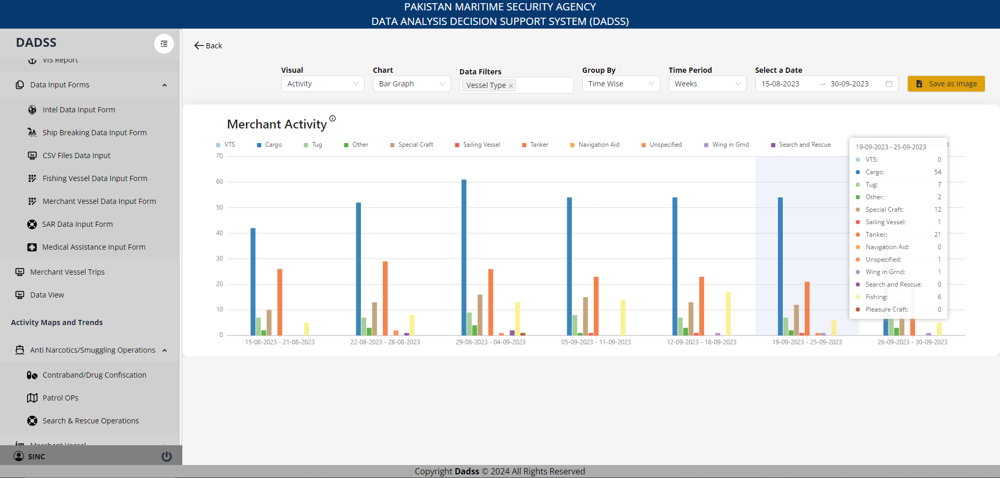 PAKISTAN MARITIME SECURITY AGENCY
DATA ANALYSIS DECISION SUPPORT SYSTEM (DADSS)
DADSS
VIS Report
Data Input Forms
Intel Data Input Form
Ship Breaking Data Input Form
CSV Files Data Input
Fishing Vessel Data Input Form
Merchant Vessel Data Input Form
SAR Data Input Form
Medical Assistance Input Form
Merchant Vessel Trips
Data View
Activity Maps and Trends
Anti Narcotics/Smuggling Operations
Contraband/Drug Confiscation
Patrol OPs
Search & Rescue Operations
Merchant Vessel
SINC
Back
Visual Chart Data Filters Group By Time Period Select a Date
Activity Bar Graph Vessel Type x Time Wise Weeks 15-08-2023 → 30-09-2023 Save as Image
Merchant Activity
VTS Cargo Tug Other Special Craft Sailing Vessel Tanker Navigation Aid Unspecified Wing in Grnd Search and Rescue
70
60
50
40
30
20
10
0
15-08-2023 - 21-08-2023 22-08-2023 - 28-08-2023 29-08-2023 - 04-09-2023 05-09-2023 - 11-09-2023 12-09-2023 - 18-09-2023 19-09-2023 - 25-09-2023 26-09-2023 - 30-09-2023
19-09-2023 - 25-09-2023
VTS: 0
Cargo: 54
Tug: 7
Other: 2
Special Craft: 12
Sailing Vessel: 1
Tanker: 21
Navigation Aid: 0
Unspecified: 1
Wing in Grnd: 1
Search and Rescue: 0
Fishing: 6
Pleasure Craft: 0
Copyright Dadss © 2024 All Rights Reserved